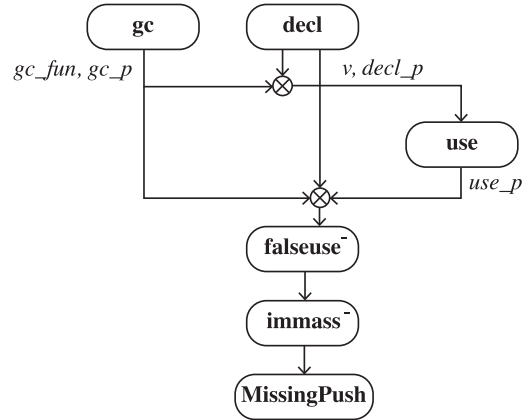 gc
decl
gc_fun, gc_p
v, decl_p
use
use_p
falseuse⁻
immass⁻
MissingPush